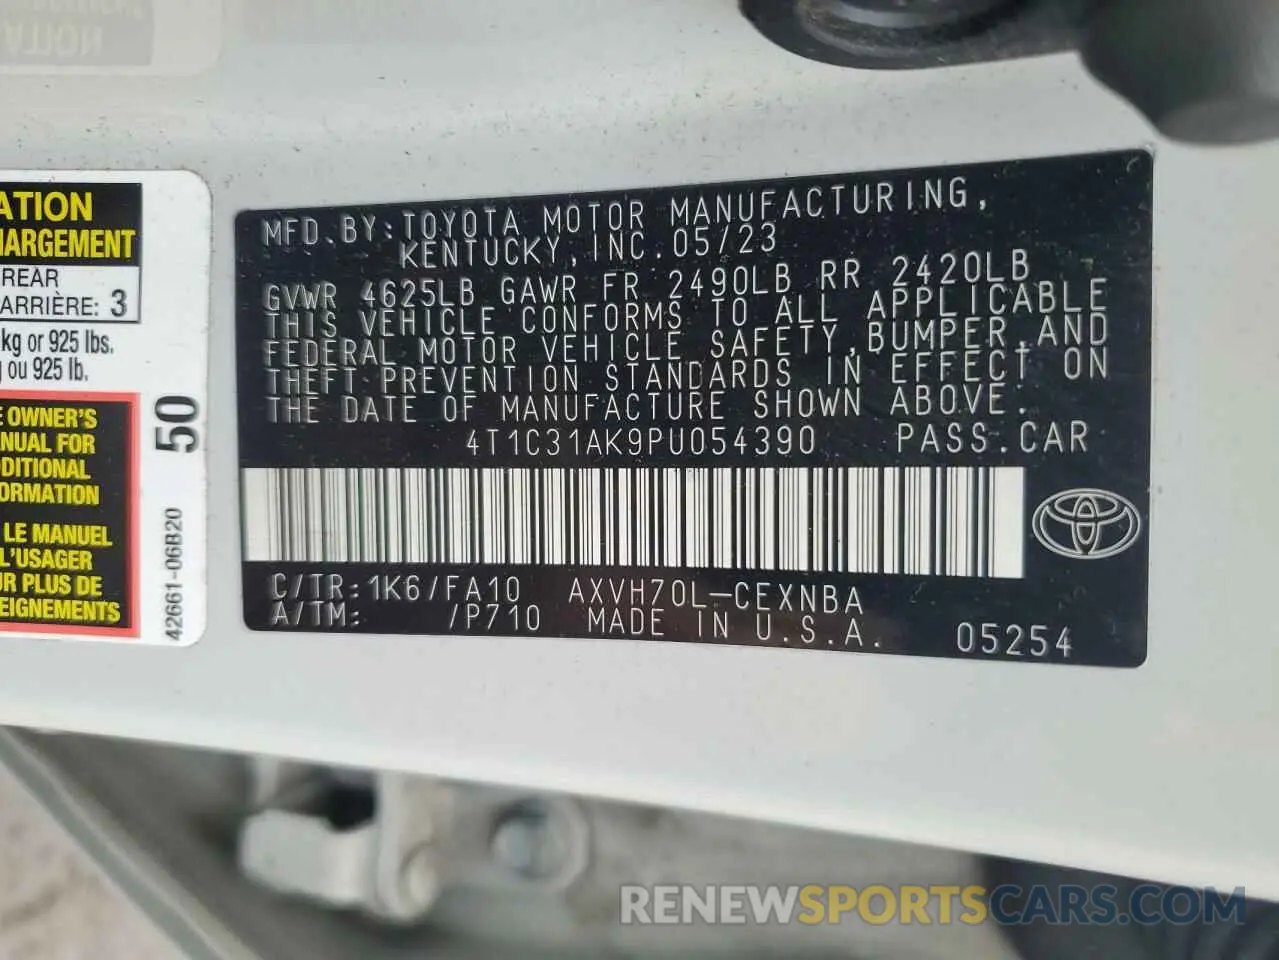 ATION
HARGEMENT
REAR
ARRIÈRE: 3
kg or 925 lbs.
ou 925 lb.
OWNER'S
ANUAL FOR
DDITIONAL
ORMATION
LE MANUEL
L'USAGER
UR PLUS DE
SEIGNEMENTS
50
42661-06B20
MFD.BY:TOYOTA MOTOR MANUFACTURING,
KENTUCKY,INC.05/23
GVWR 4625LB GAWR FR 2490LB RR 2420LB
THIS VEHICLE CONFORMS TO ALL APPLICABLE
FEDERAL MOTOR VEHICLE SAFETY,BUMPER,AND
THEFT PREVENTION STANDARDS IN EFFECT ON
THE DATE OF MANUFACTURE SHOWN ABOVE.
4T1C31AK9PU054390 PASS.CAR
C/TR:1K6/FA10 AXVH70L-CEXNBA
A/TM: /P710 MADE IN U.S.A. 05254
RENEWSPORTSCARS.COM